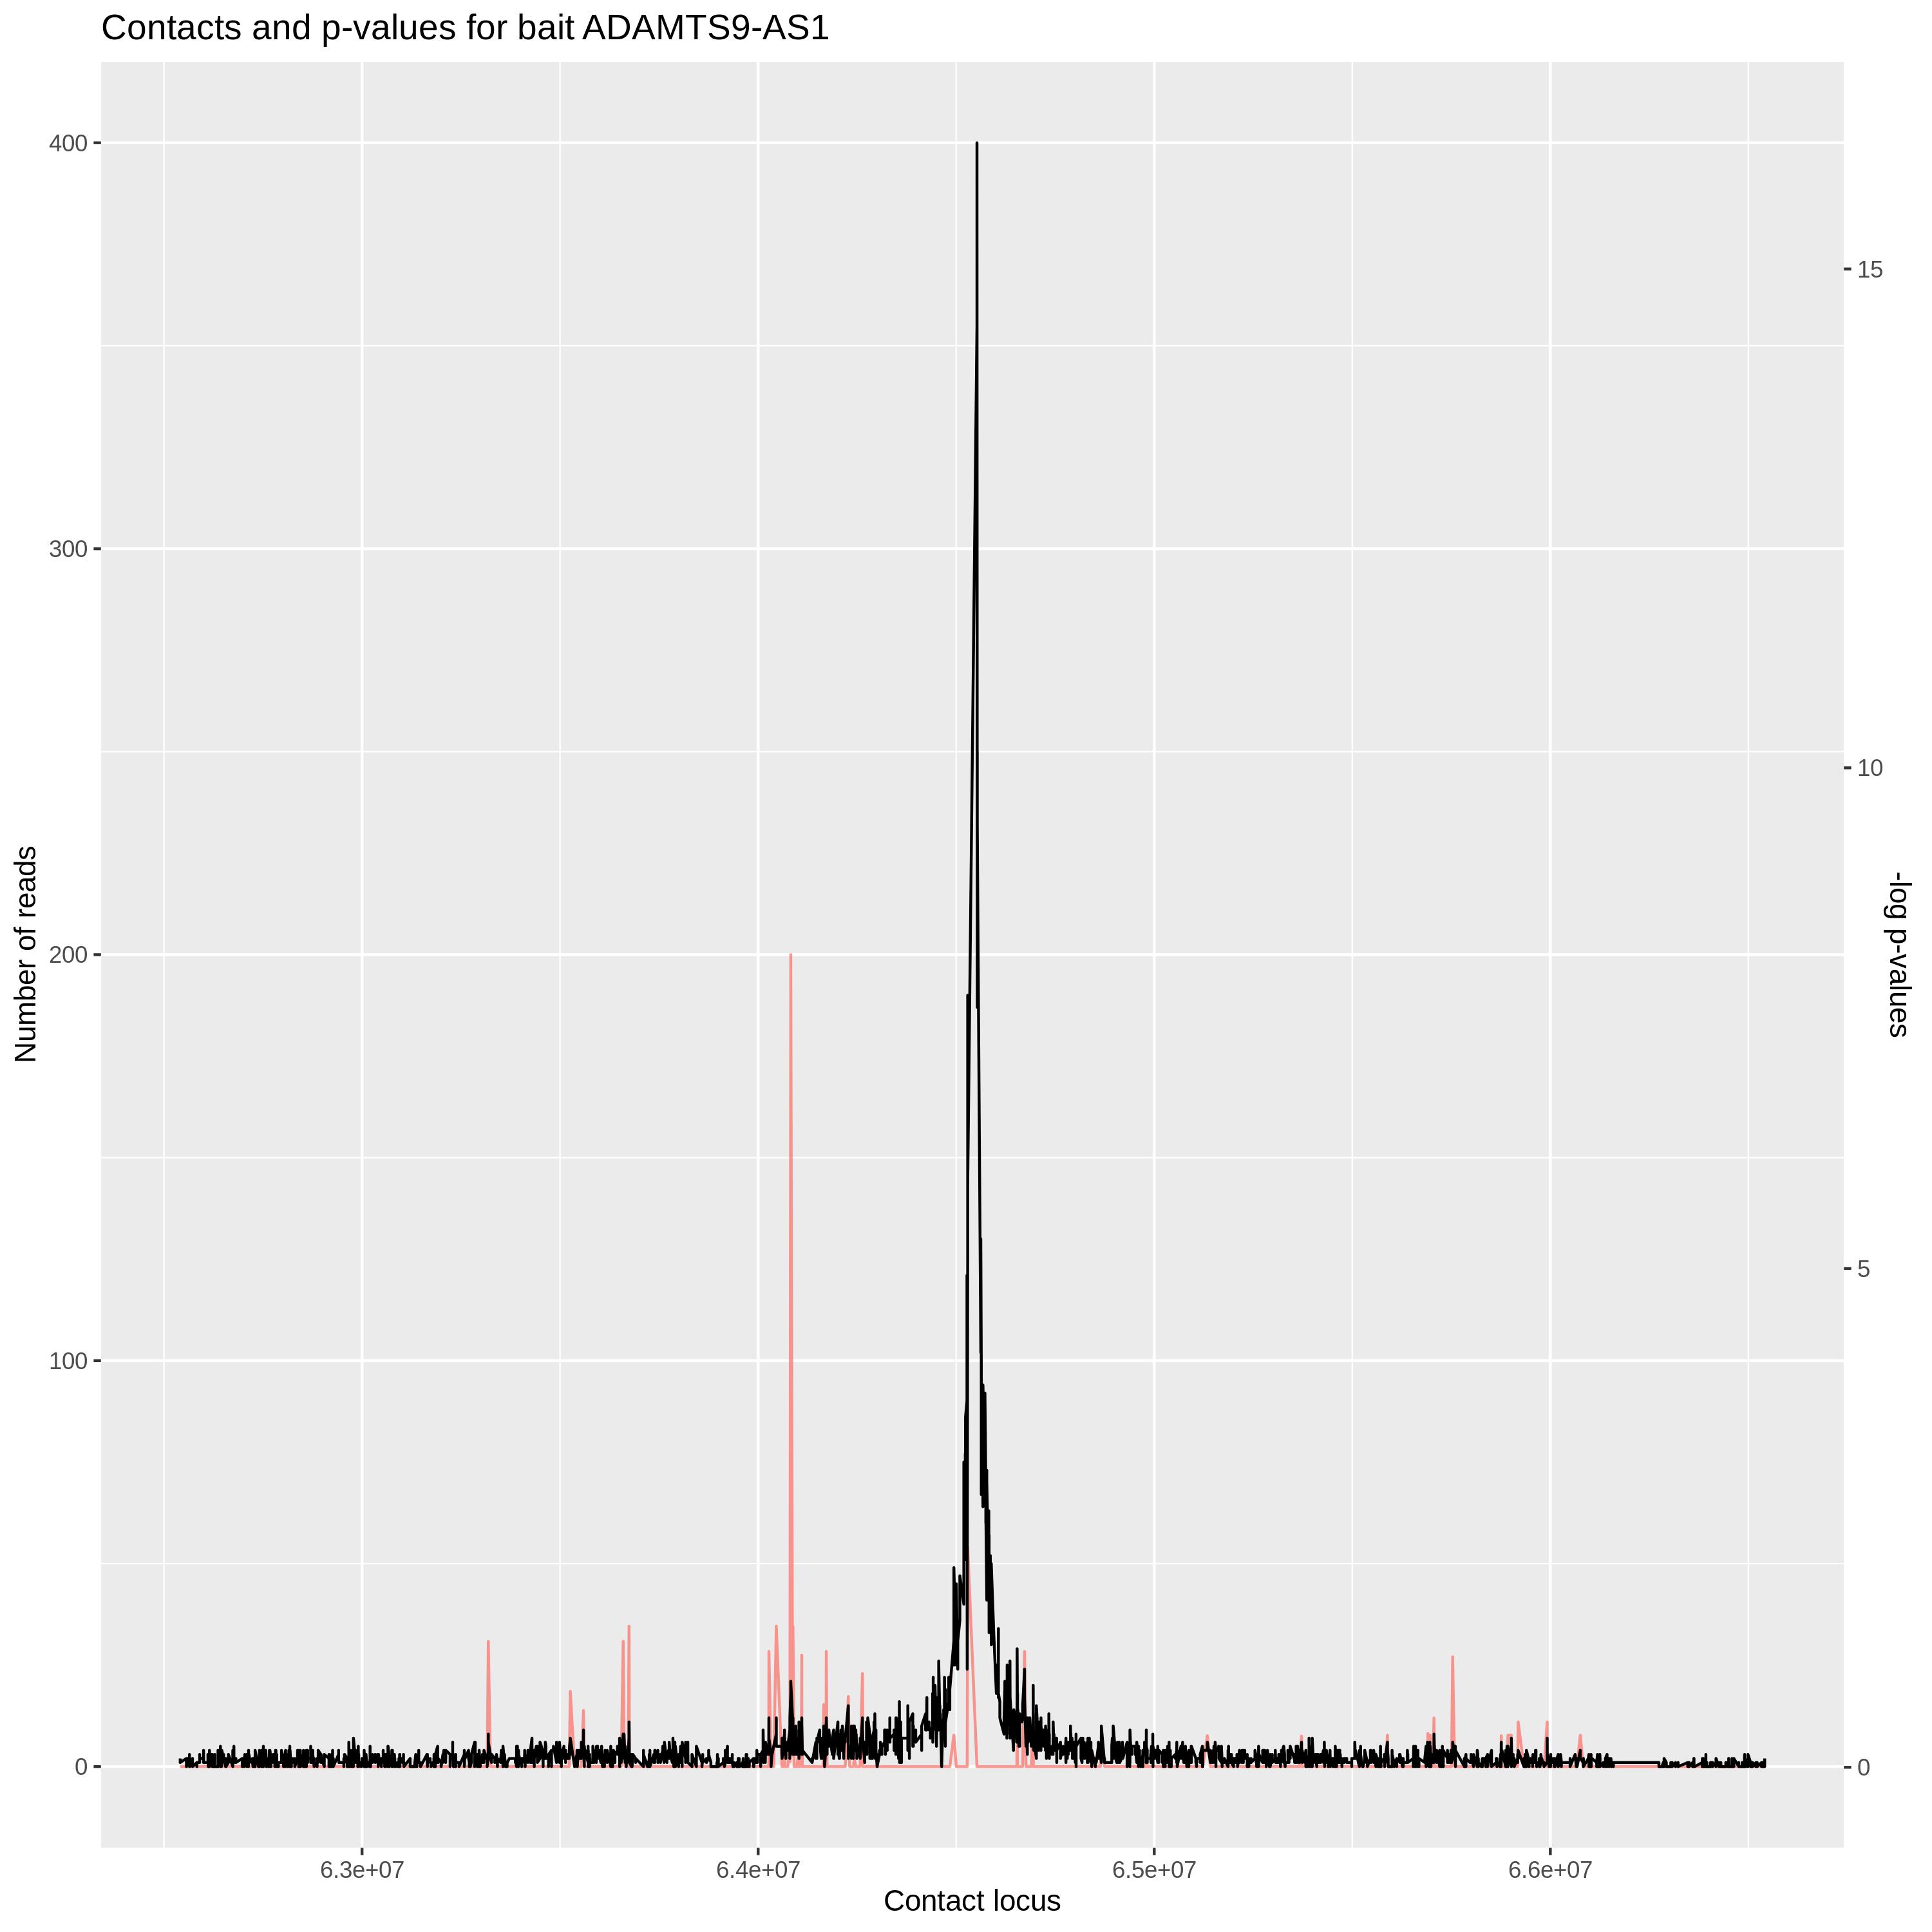 Contacts and p-values for bait ADAMTS9-AS1
400
300
200
100
0
Number of reads
15
10
5
0
-log p-values
6.3e+07
6.4e+07
6.5e+07
6.6e+07
Contact locus